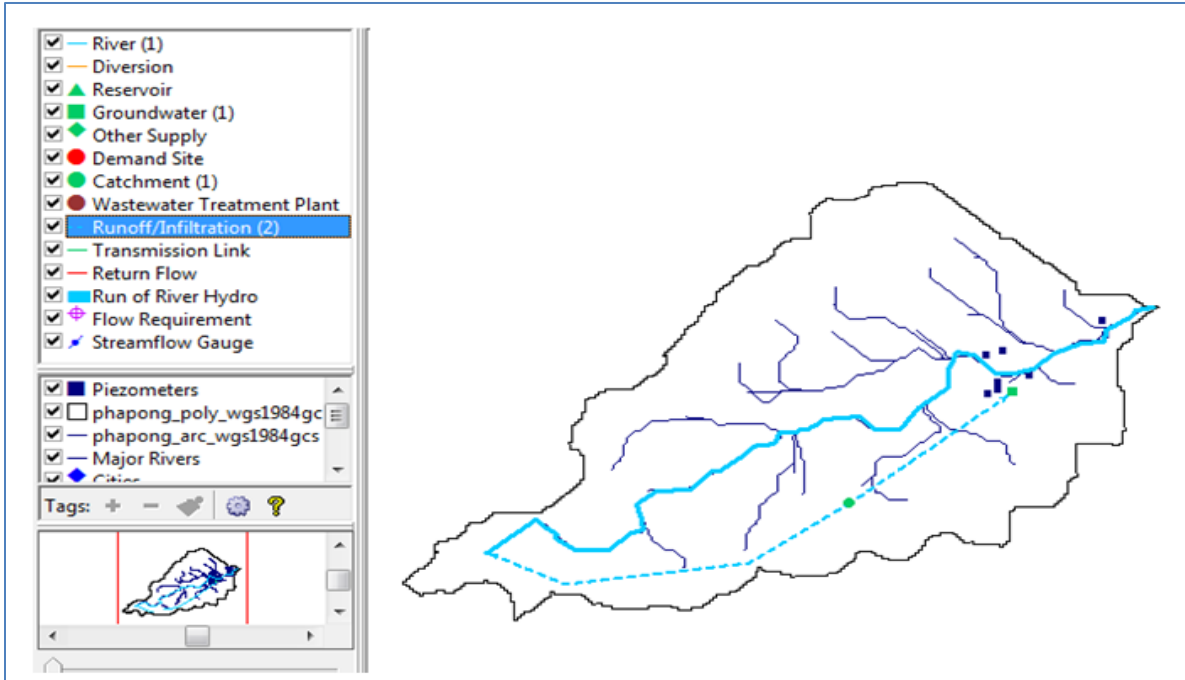 River (1)
Diversion
Reservoir
Groundwater (1)
Other Supply
Demand Site
Catchment (1)
Wastewater Treatment Plant
Runoff/Infiltration (2)
Transmission Link
Return Flow
Run of River Hydro
Flow Requirement
Streamflow Gauge
Piezometers
phapong_poly_wgs1984gc
phapong_arc_wgs1984gcs
Major Rivers
Cities
Tags: